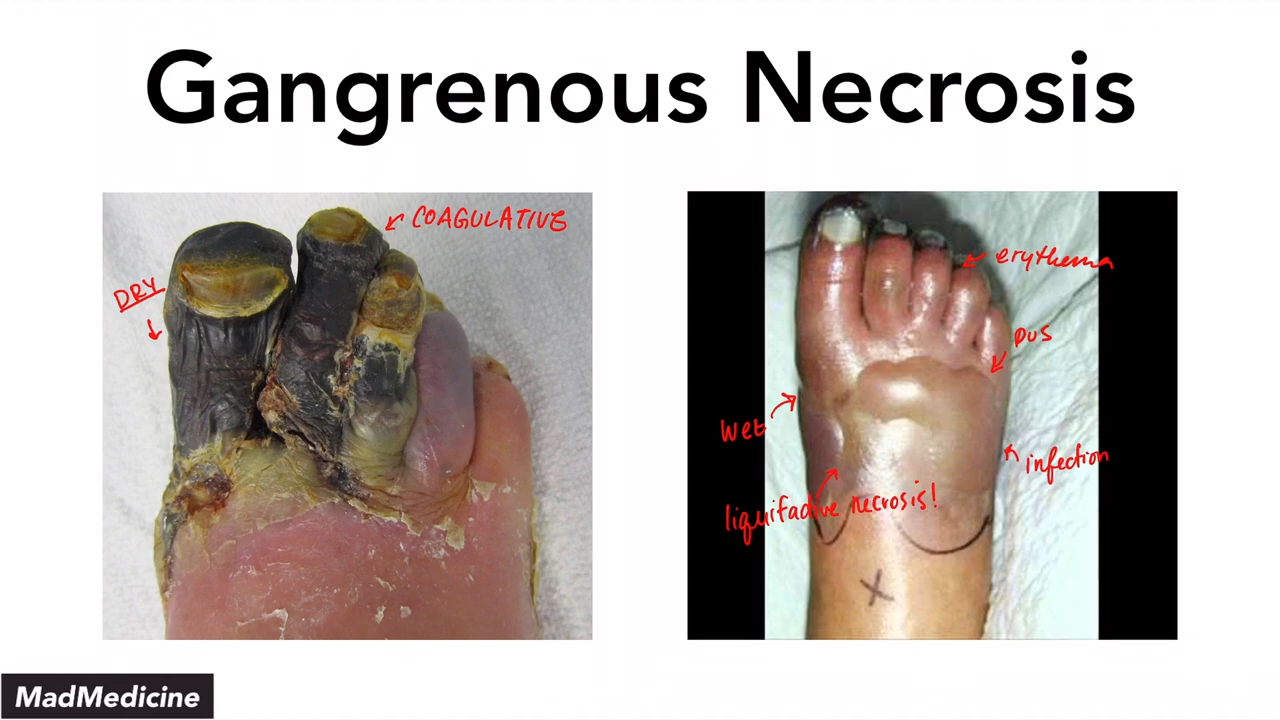 Gangrenous Necrosis
COAGULATIVE
DRY
erythema
pus
wet
infection
liquifactive necrosis!
X
MadMedicine